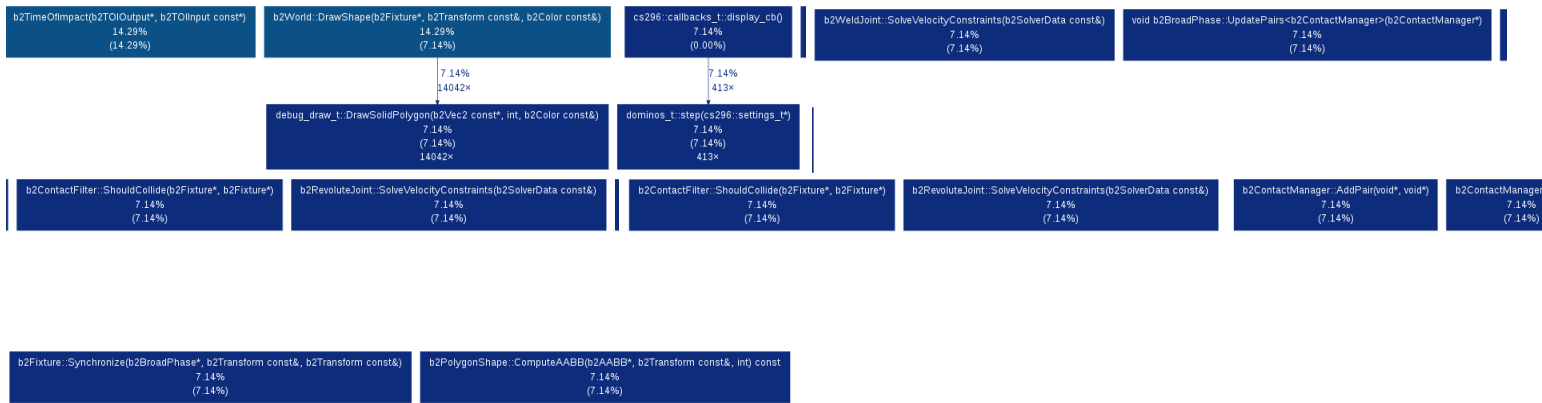 b2TimeOfImpact(b2TOIOutput*, b2TOIInput const*)
14.29%
(14.29%)
b2World::DrawShape(b2Fixture*, b2Transform const&, b2Color const&)
14.29%
(7.14%)
cs296::callbacks_t::display_cb()
7.14%
(0.00%)
b2WeldJoint::SolveVelocityConstraints(b2SolverData const&)
7.14%
(7.14%)
void b2BroadPhase::UpdatePairs<b2ContactManager>(b2ContactManager*)
7.14%
(7.14%)
7.14%
14042×
7.14%
413×
debug_draw_t::DrawSolidPolygon(b2Vec2 const*, int, b2Color const&)
7.14%
(7.14%)
14042×
dominos_t::step(cs296::settings_t*)
7.14%
(7.14%)
413×
b2ContactFilter::ShouldCollide(b2Fixture*, b2Fixture*)
7.14%
(7.14%)
b2RevoluteJoint::SolveVelocityConstraints(b2SolverData const&)
7.14%
(7.14%)
b2ContactFilter::ShouldCollide(b2Fixture*, b2Fixture*)
7.14%
(7.14%)
b2RevoluteJoint::SolveVelocityConstraints(b2SolverData const&)
7.14%
(7.14%)
b2ContactManager::AddPair(void*, void*)
7.14%
(7.14%)
b2ContactManager
7.14%
(7.14%)
b2Fixture::Synchronize(b2BroadPhase*, b2Transform const&, b2Transform const&)
7.14%
(7.14%)
b2PolygonShape::ComputeAABB(b2AABB*, b2Transform const&, int) const
7.14%
(7.14%)